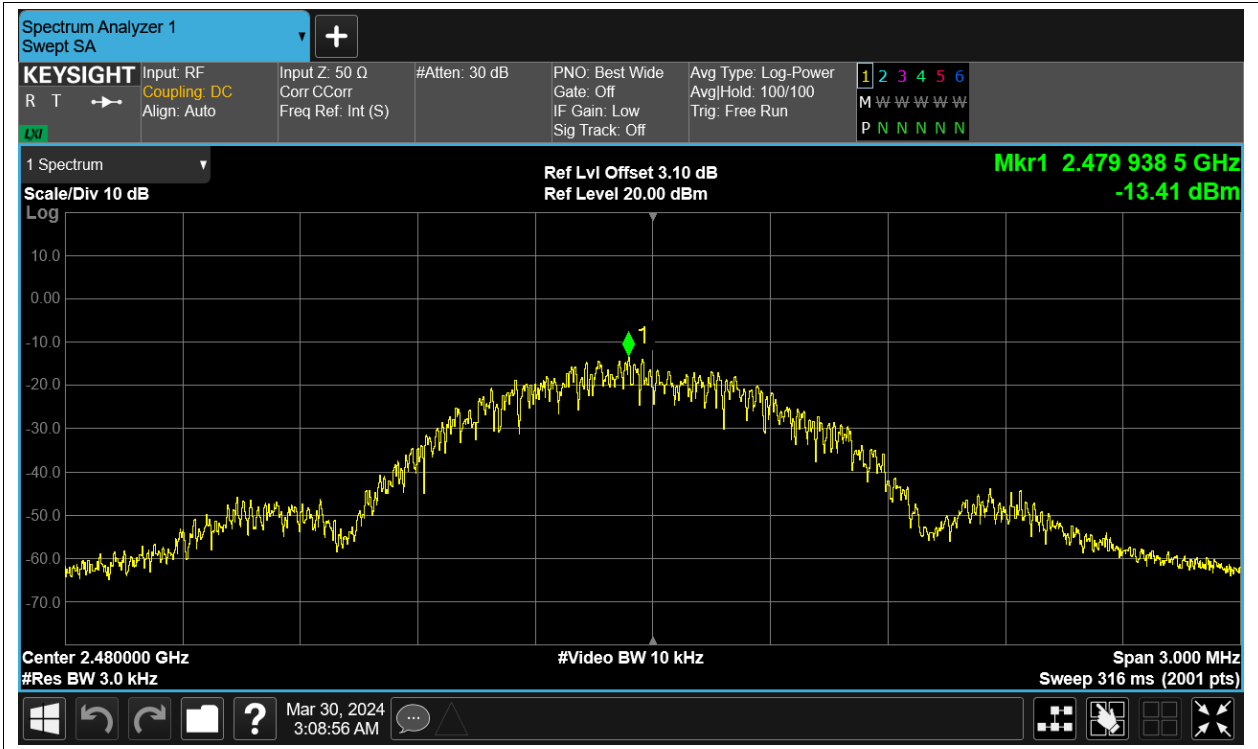 Spectrum Analyzer 1
Swept SA
KEYSIGHT
R T
LXI
Input: RF
Coupling: DC
Align: Auto
Input Z: 50 Ω
Corr CCorr
Freq Ref: Int (S)
#Atten: 30 dB
PNO: Best Wide
Gate: Off
IF Gain: Low
Sig Track: Off
Avg Type: Log-Power
Avg|Hold: 100/100
Trig: Free Run
1 2 3 4 5 6
M W W W W W
P N N N N N
1 Spectrum
Scale/Div 10 dB
Log
Ref Lvl Offset 3.10 dB
Ref Level 20.00 dBm
Mkr1 2.479 938 5 GHz
-13.41 dBm
10.0
0.00
-10.0
-20.0
-30.0
-40.0
-50.0
-60.0
-70.0
1
Center 2.480000 GHz
#Res BW 3.0 kHz
#Video BW 10 kHz
Span 3.000 MHz
Sweep 316 ms (2001 pts)
?
Mar 30, 2024
3:08:56 AM